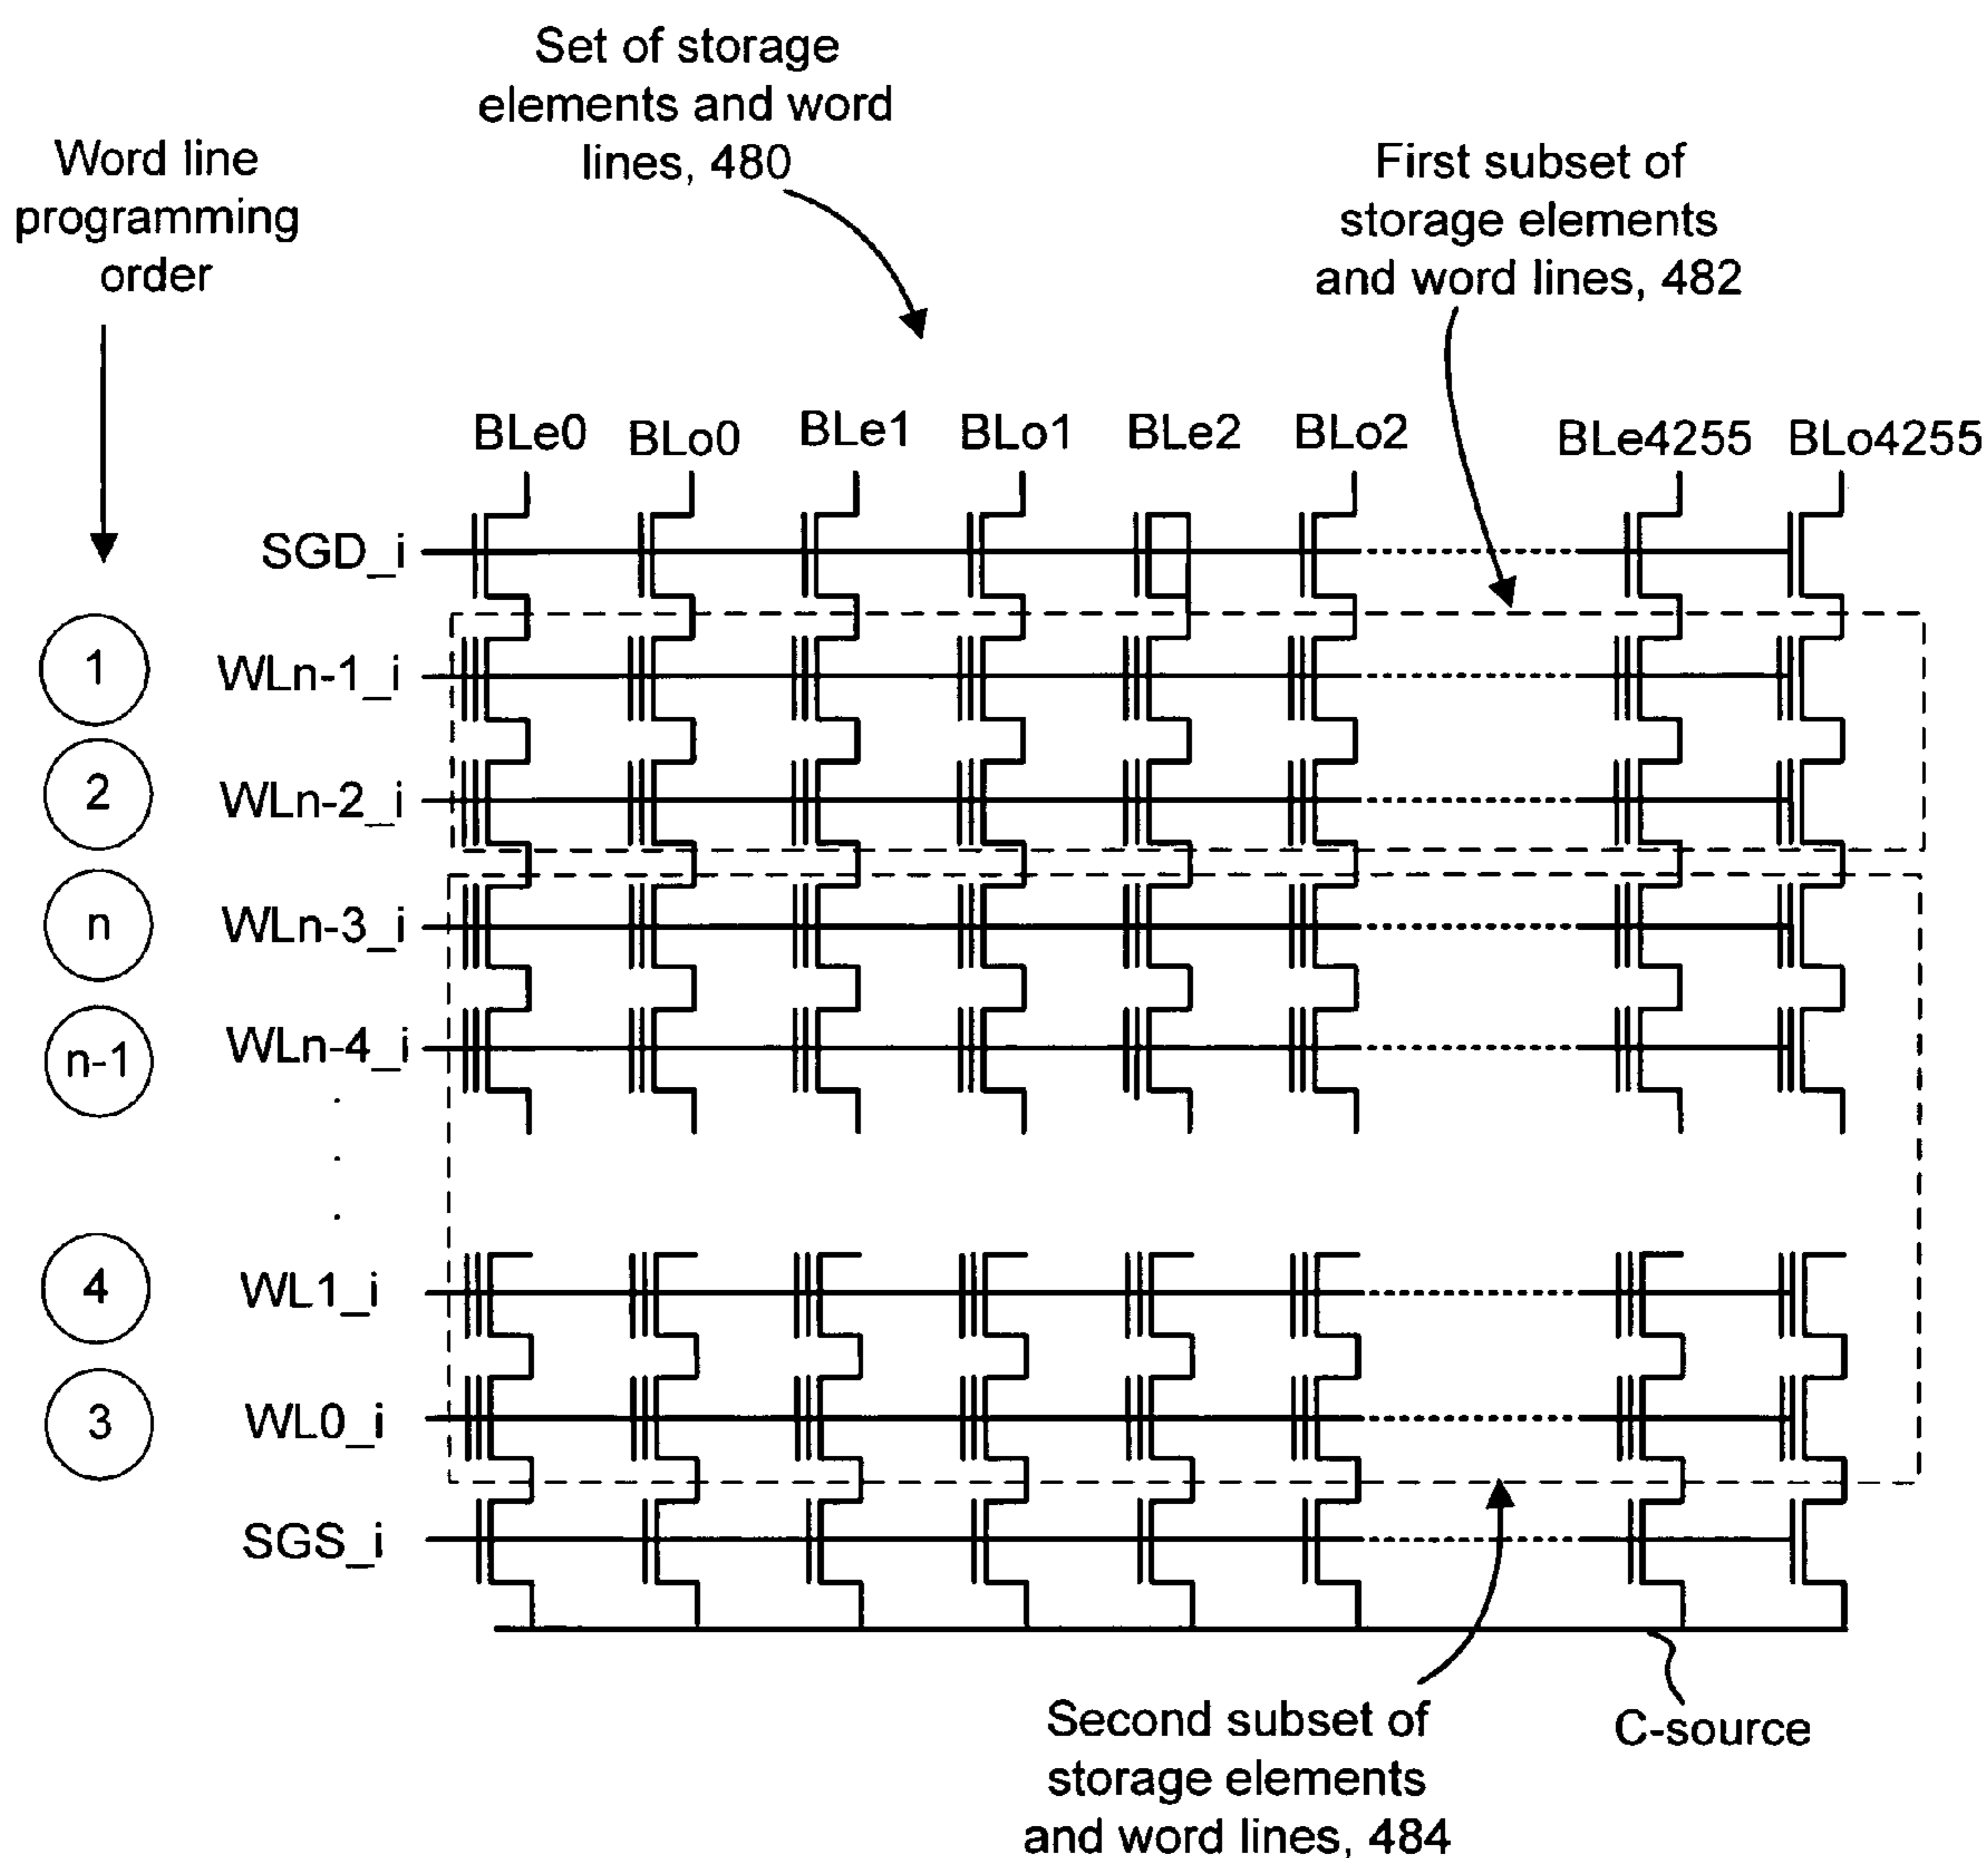 Set of storage
elements and word
lines, 480
Word line
programming
order
First subset of
storage elements
and word lines, 482
BLe0 BLo0 BLe1 BLo1 BLe2 BLo2 BLe4255 BLo4255
SGD_i
1 WLn-1_i
2 WLn-2_i
n WLn-3_i
n-1 WLn-4_i
4 WL1_i
3 WL0_i
SGS_i
Second subset of
storage elements
and word lines, 484
C-source